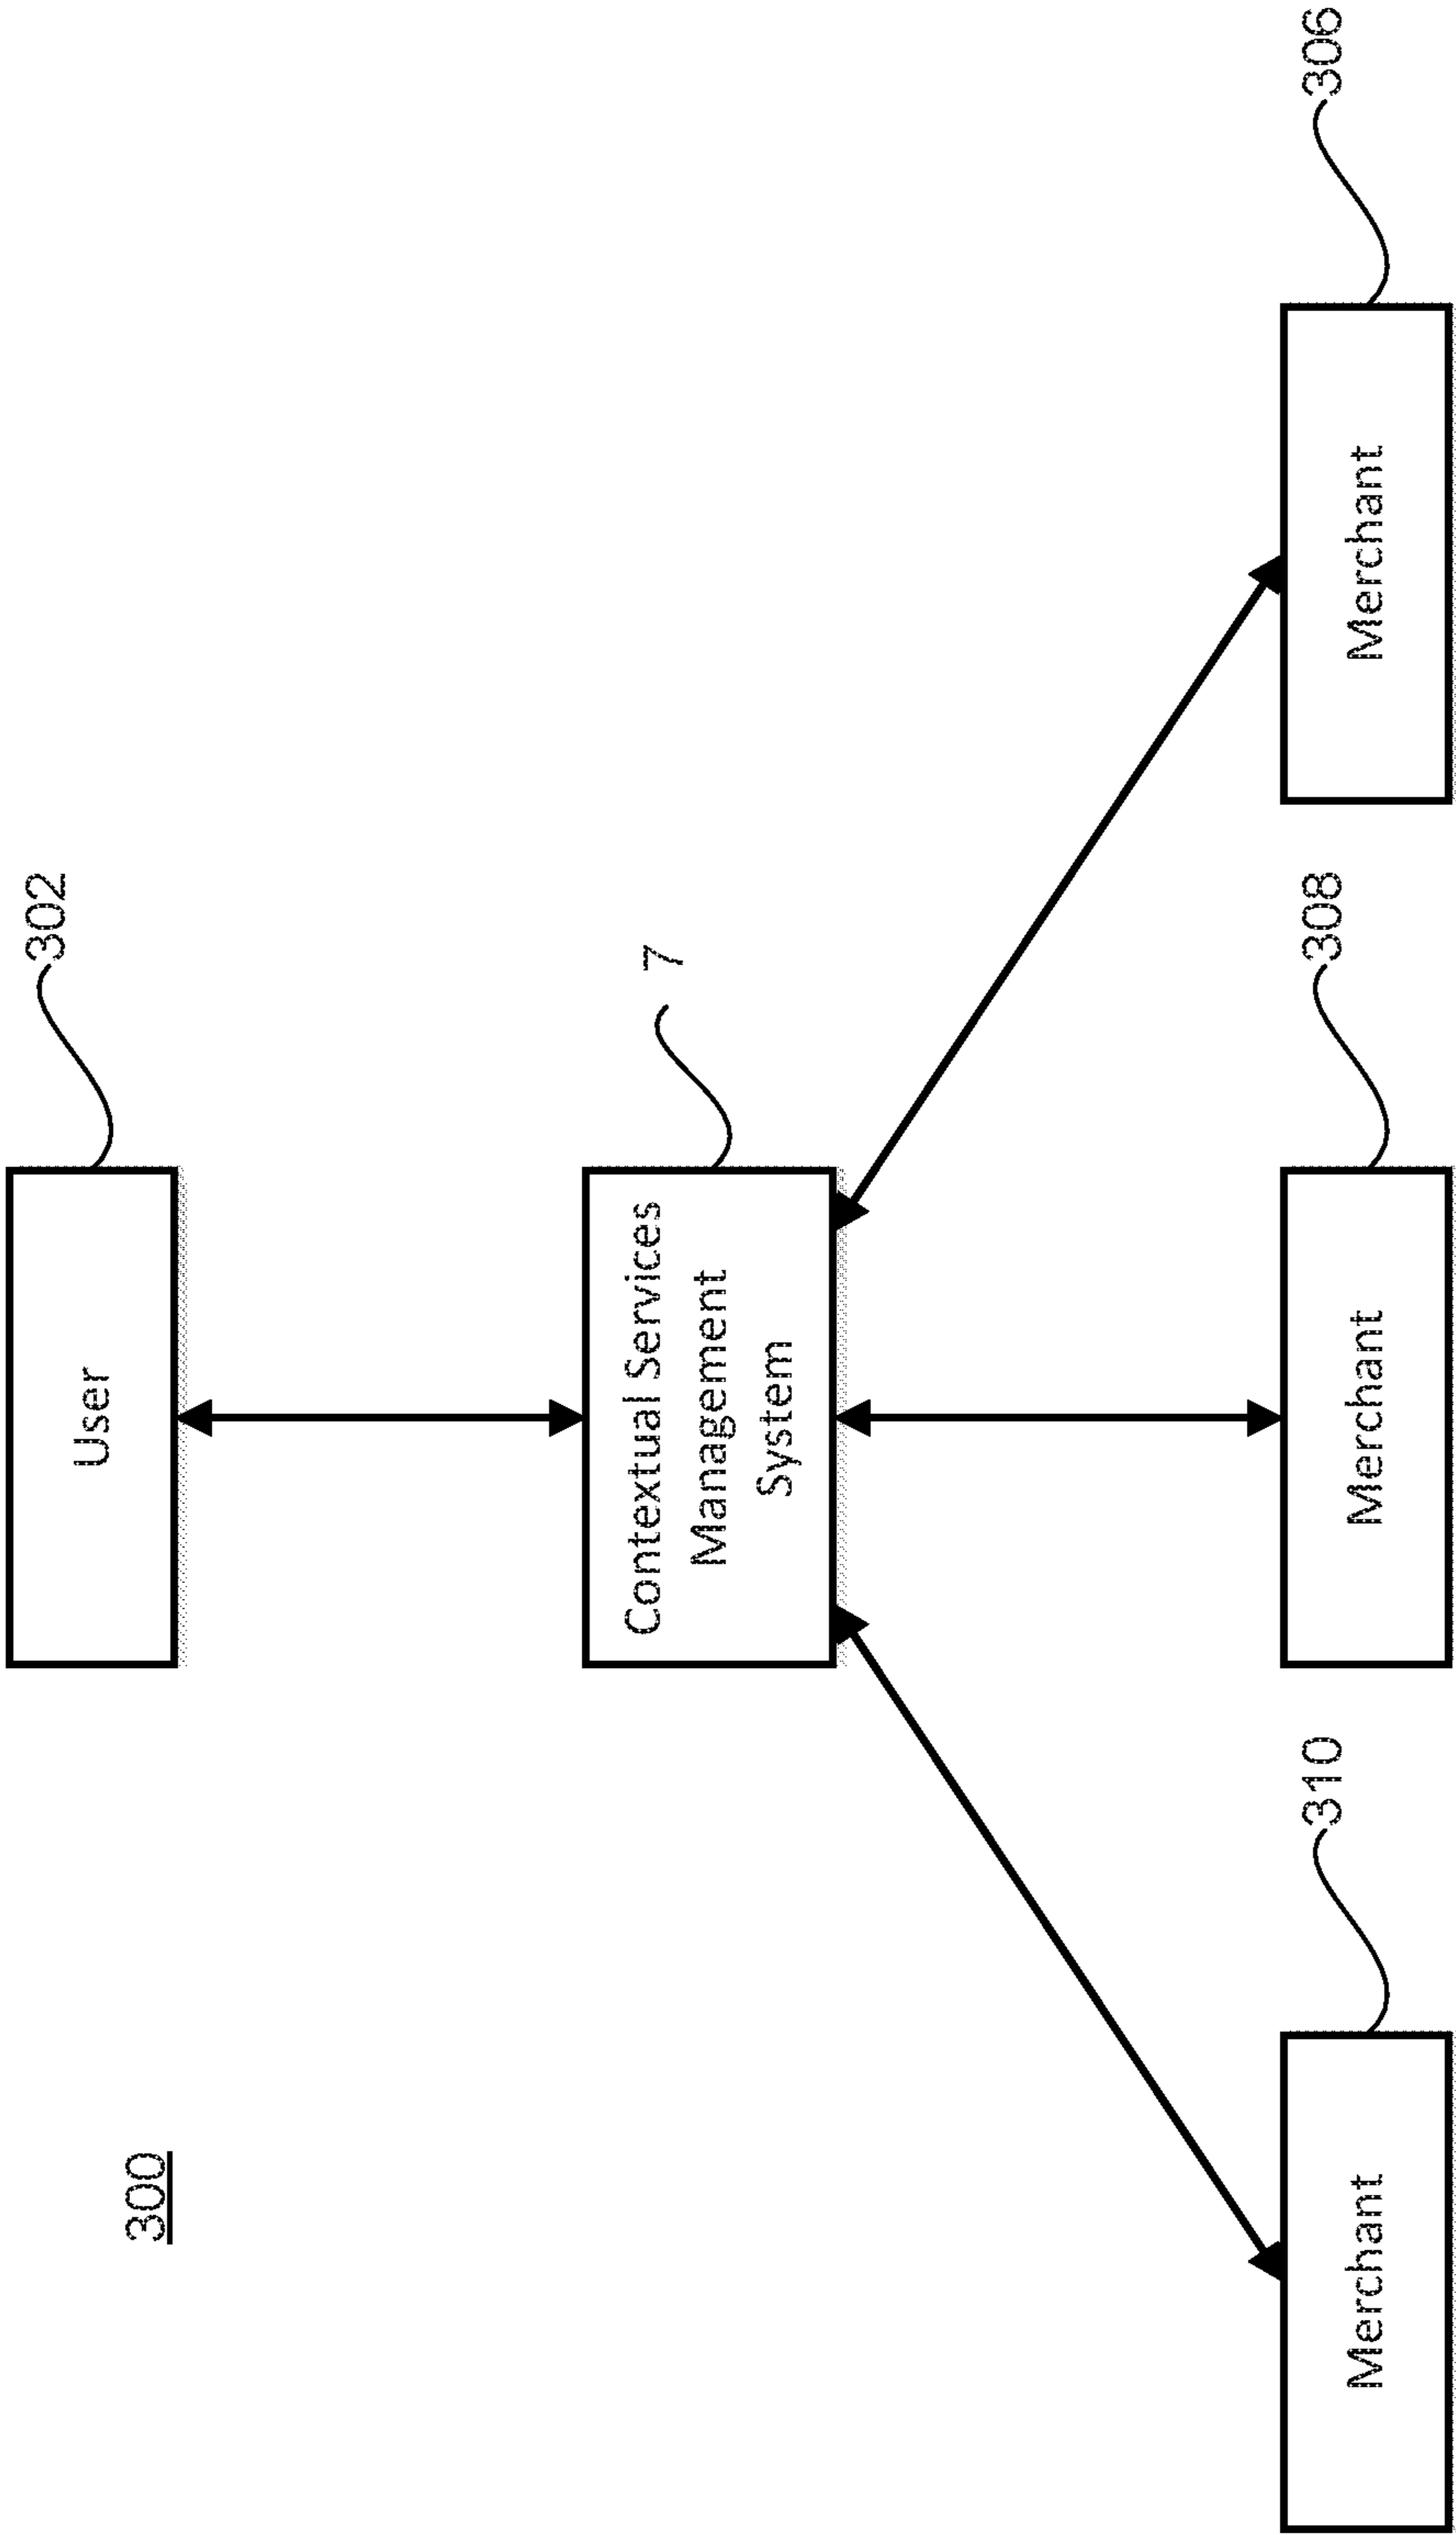 302
User
300
Contextual Services
Management
System
7
310
308
306
Merchant
Merchant
Merchant